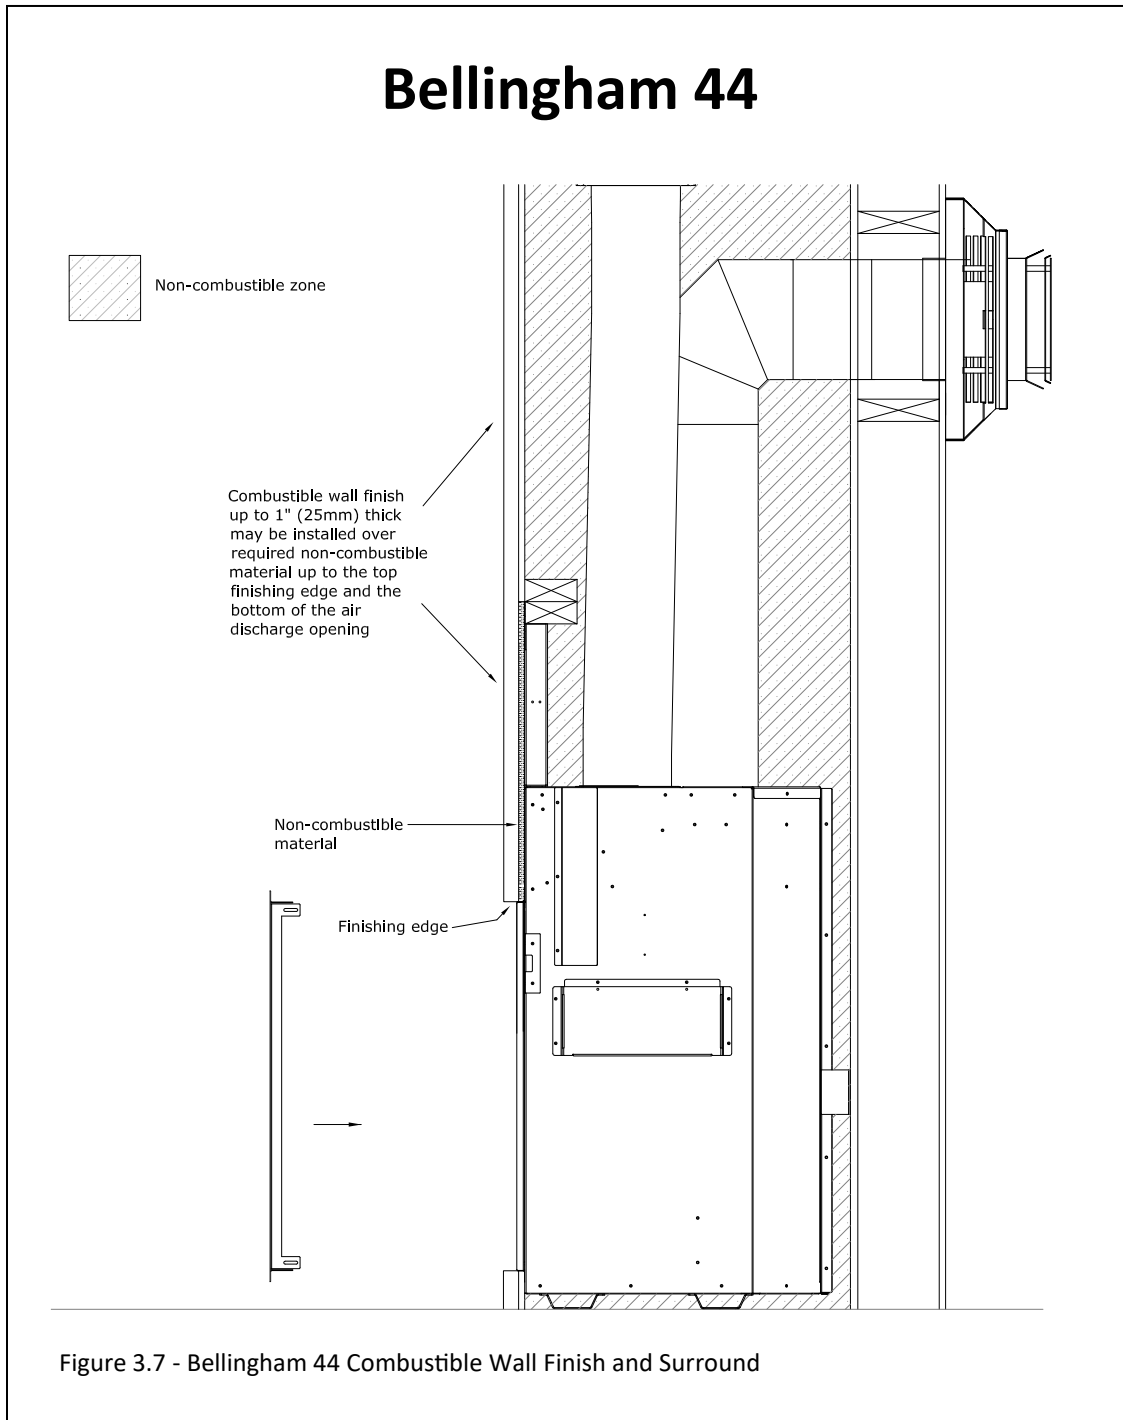 Bellingham 44
Non-combustible zone
Combustible wall finish
up to 1" (25mm) thick
may be installed over
required non-combustible
material up to the top
finishing edge and the
bottom of the air
discharge opening
Non-combustible
material
Finishing edge
Figure 3.7 - Bellingham 44 Combustible Wall Finish and Surround